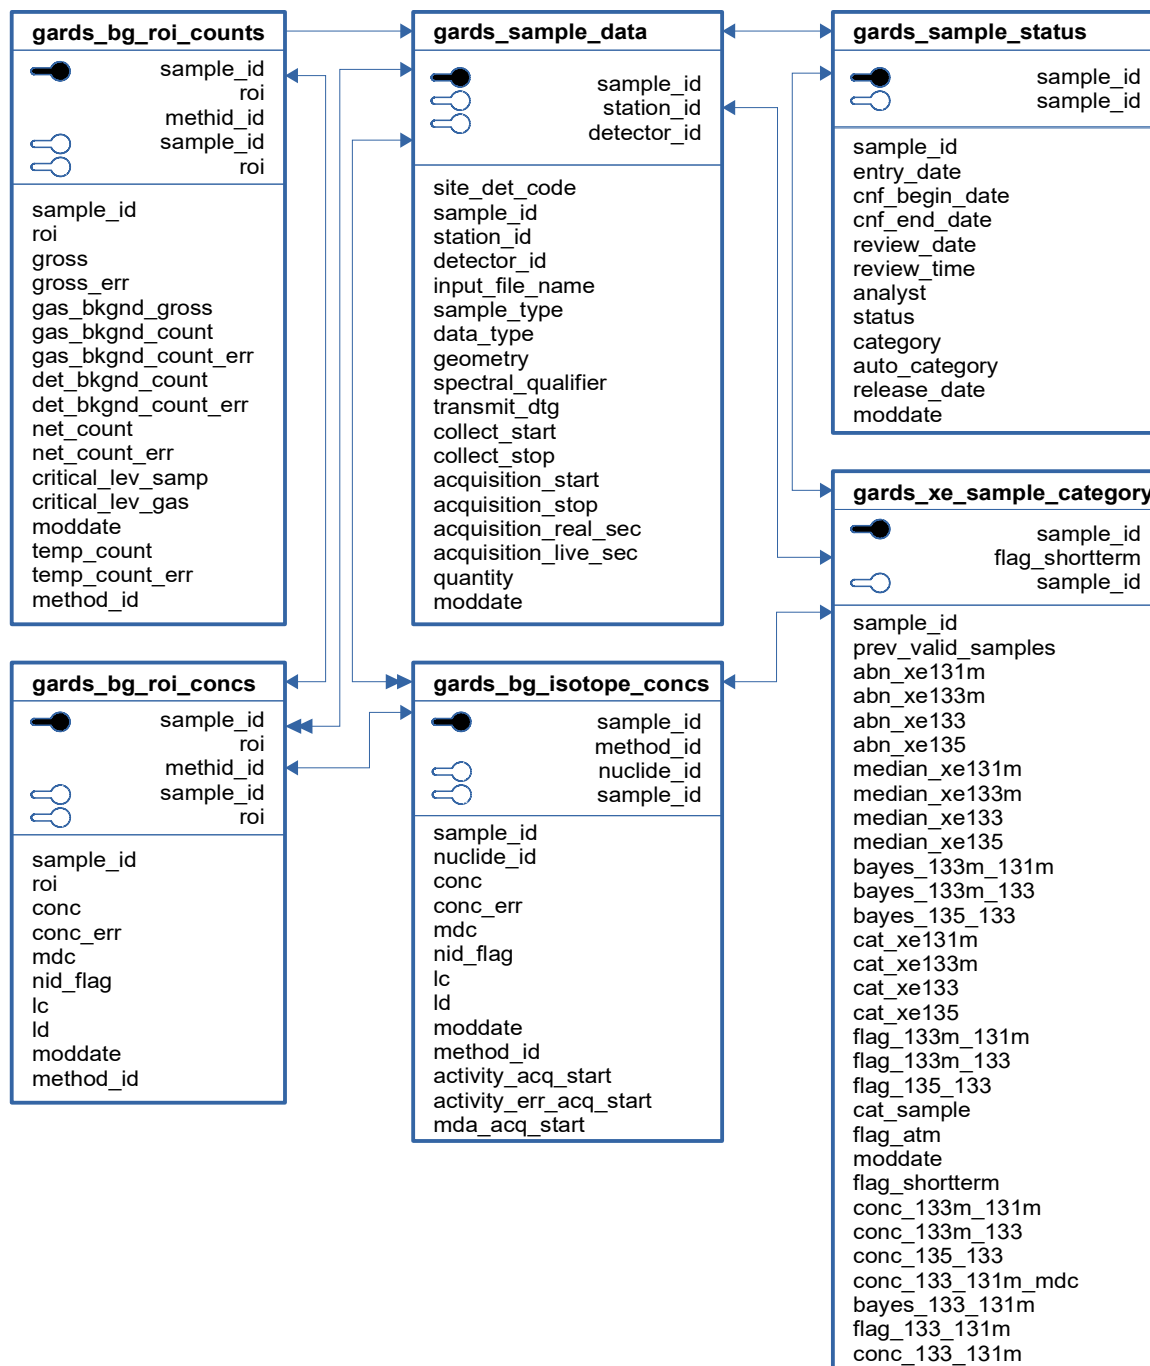 gards_bg_roi_counts
sample_id
roi
methid_id
sample_id
roi
sample_id
roi
gross
gross_err
gas_bkgnd_gross
gas_bkgnd_count
gas_bkgnd_count_err
det_bkgnd_count
det_bkgnd_count_err
net_count
net_count_err
critical_lev_samp
critical_lev_gas
moddate
temp_count
temp_count_err
method_id
gards_sample_data
sample_id
station_id
detector_id
site_det_code
sample_id
station_id
detector_id
input_file_name
sample_type
data_type
geometry
spectral_qualifier
transmit_dtg
collect_start
collect_stop
acquisition_start
acquisition_stop
acquisition_real_sec
acquisition_live_sec
quantity
moddate
gards_sample_status
sample_id
sample_id
sample_id
entry_date
cnf_begin_date
cnf_end_date
review_date
review_time
analyst
status
category
auto_category
release_date
moddate
gards_bg_roi_concs
sample_id
roi
methid_id
sample_id
roi
sample_id
roi
conc
conc_err
mdc
nid_flag
lc
ld
moddate
method_id
gards_bg_isotope_concs
sample_id
method_id
nuclide_id
sample_id
sample_id
nuclide_id
conc
conc_err
mdc
nid_flag
lc
ld
moddate
method_id
activity_acq_start
activity_err_acq_start
mda_acq_start
gards_xe_sample_category
sample_id
flag_shortterm
sample_id
sample_id
prev_valid_samples
abn_xe131m
abn_xe133m
abn_xe133
abn_xe135
median_xe131m
median_xe133m
median_xe133
median_xe135
bayes_133m_131m
bayes_133m_133
bayes_135_133
cat_xe131m
cat_xe133m
cat_xe133
cat_xe135
flag_133m_131m
flag_133m_133
flag_135_133
cat_sample
flag_atm
moddate
flag_shortterm
conc_133m_131m
conc_133m_133
conc_135_133
conc_133_131m_mdc
bayes_133_131m
flag_133_131m
conc_133_131m